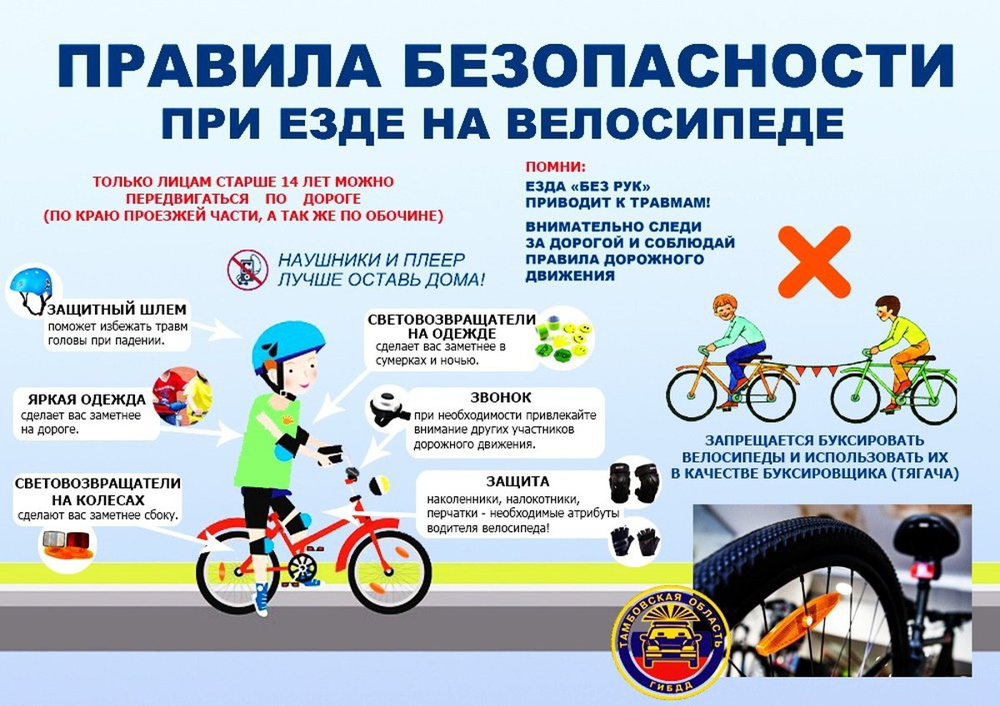 ПРАВИЛА БЕЗОПАСНОСТИ
ПРИ ЕЗДЕ НА ВЕЛОСИПЕДЕ
ТОЛЬКО ЛИЦАМ СТАРШЕ 14 ЛЕТ МОЖНО
ПЕРЕДВИГАТЬСЯ ПО ДОРОГЕ
(ПО КРАЮ ПРОЕЗЖЕЙ ЧАСТИ, А ТАК ЖЕ ПО ОБОЧИНЕ)
ПОМНИ:
ЕЗДА «БЕЗ РУК»
ПРИВОДИТ К ТРАВМАМ!
ВНИМАТЕЛЬНО СЛЕДИ
ЗА ДОРОГОЙ И СОБЛЮДАЙ
ПРАВИЛА ДОРОЖНОГО
ДВИЖЕНИЯ
НАУШНИКИ И ПЛЕЕР
ЛУЧШЕ ОСТАВЬ ДОМА!
ЗАЩИТНЫЙ ШЛЕМ
поможет избежать травм
головы при падении.
СВЕТОВОЗВРАЩАТЕЛИ
НА ОДЕЖДЕ
сделает вас заметнее в
сумерках и ночью.
ЯРКАЯ ОДЕЖДА
сделает вас заметнее
на дороге.
ЗВОНОК
при необходимости привлекайте
внимание других участников
дорожного движения.
СВЕТОВОЗВРАЩАТЕЛИ
НА КОЛЕСАХ
сделают вас заметнее сбоку.
ЗАЩИТА
наколенники, налокотники,
перчатки - необходимые атрибуты
водителя велосипеда!
ЗАПРЕЩАЕТСЯ БУКСИРОВАТЬ
ВЕЛОСИПЕДЫ И ИСПОЛЬЗОВАТЬ ИХ
В КАЧЕСТВЕ БУКСИРОВЩИКА (ТЯГАЧА)
ТАМБОВСКАЯ ОБЛАСТЬ
ГИБДД